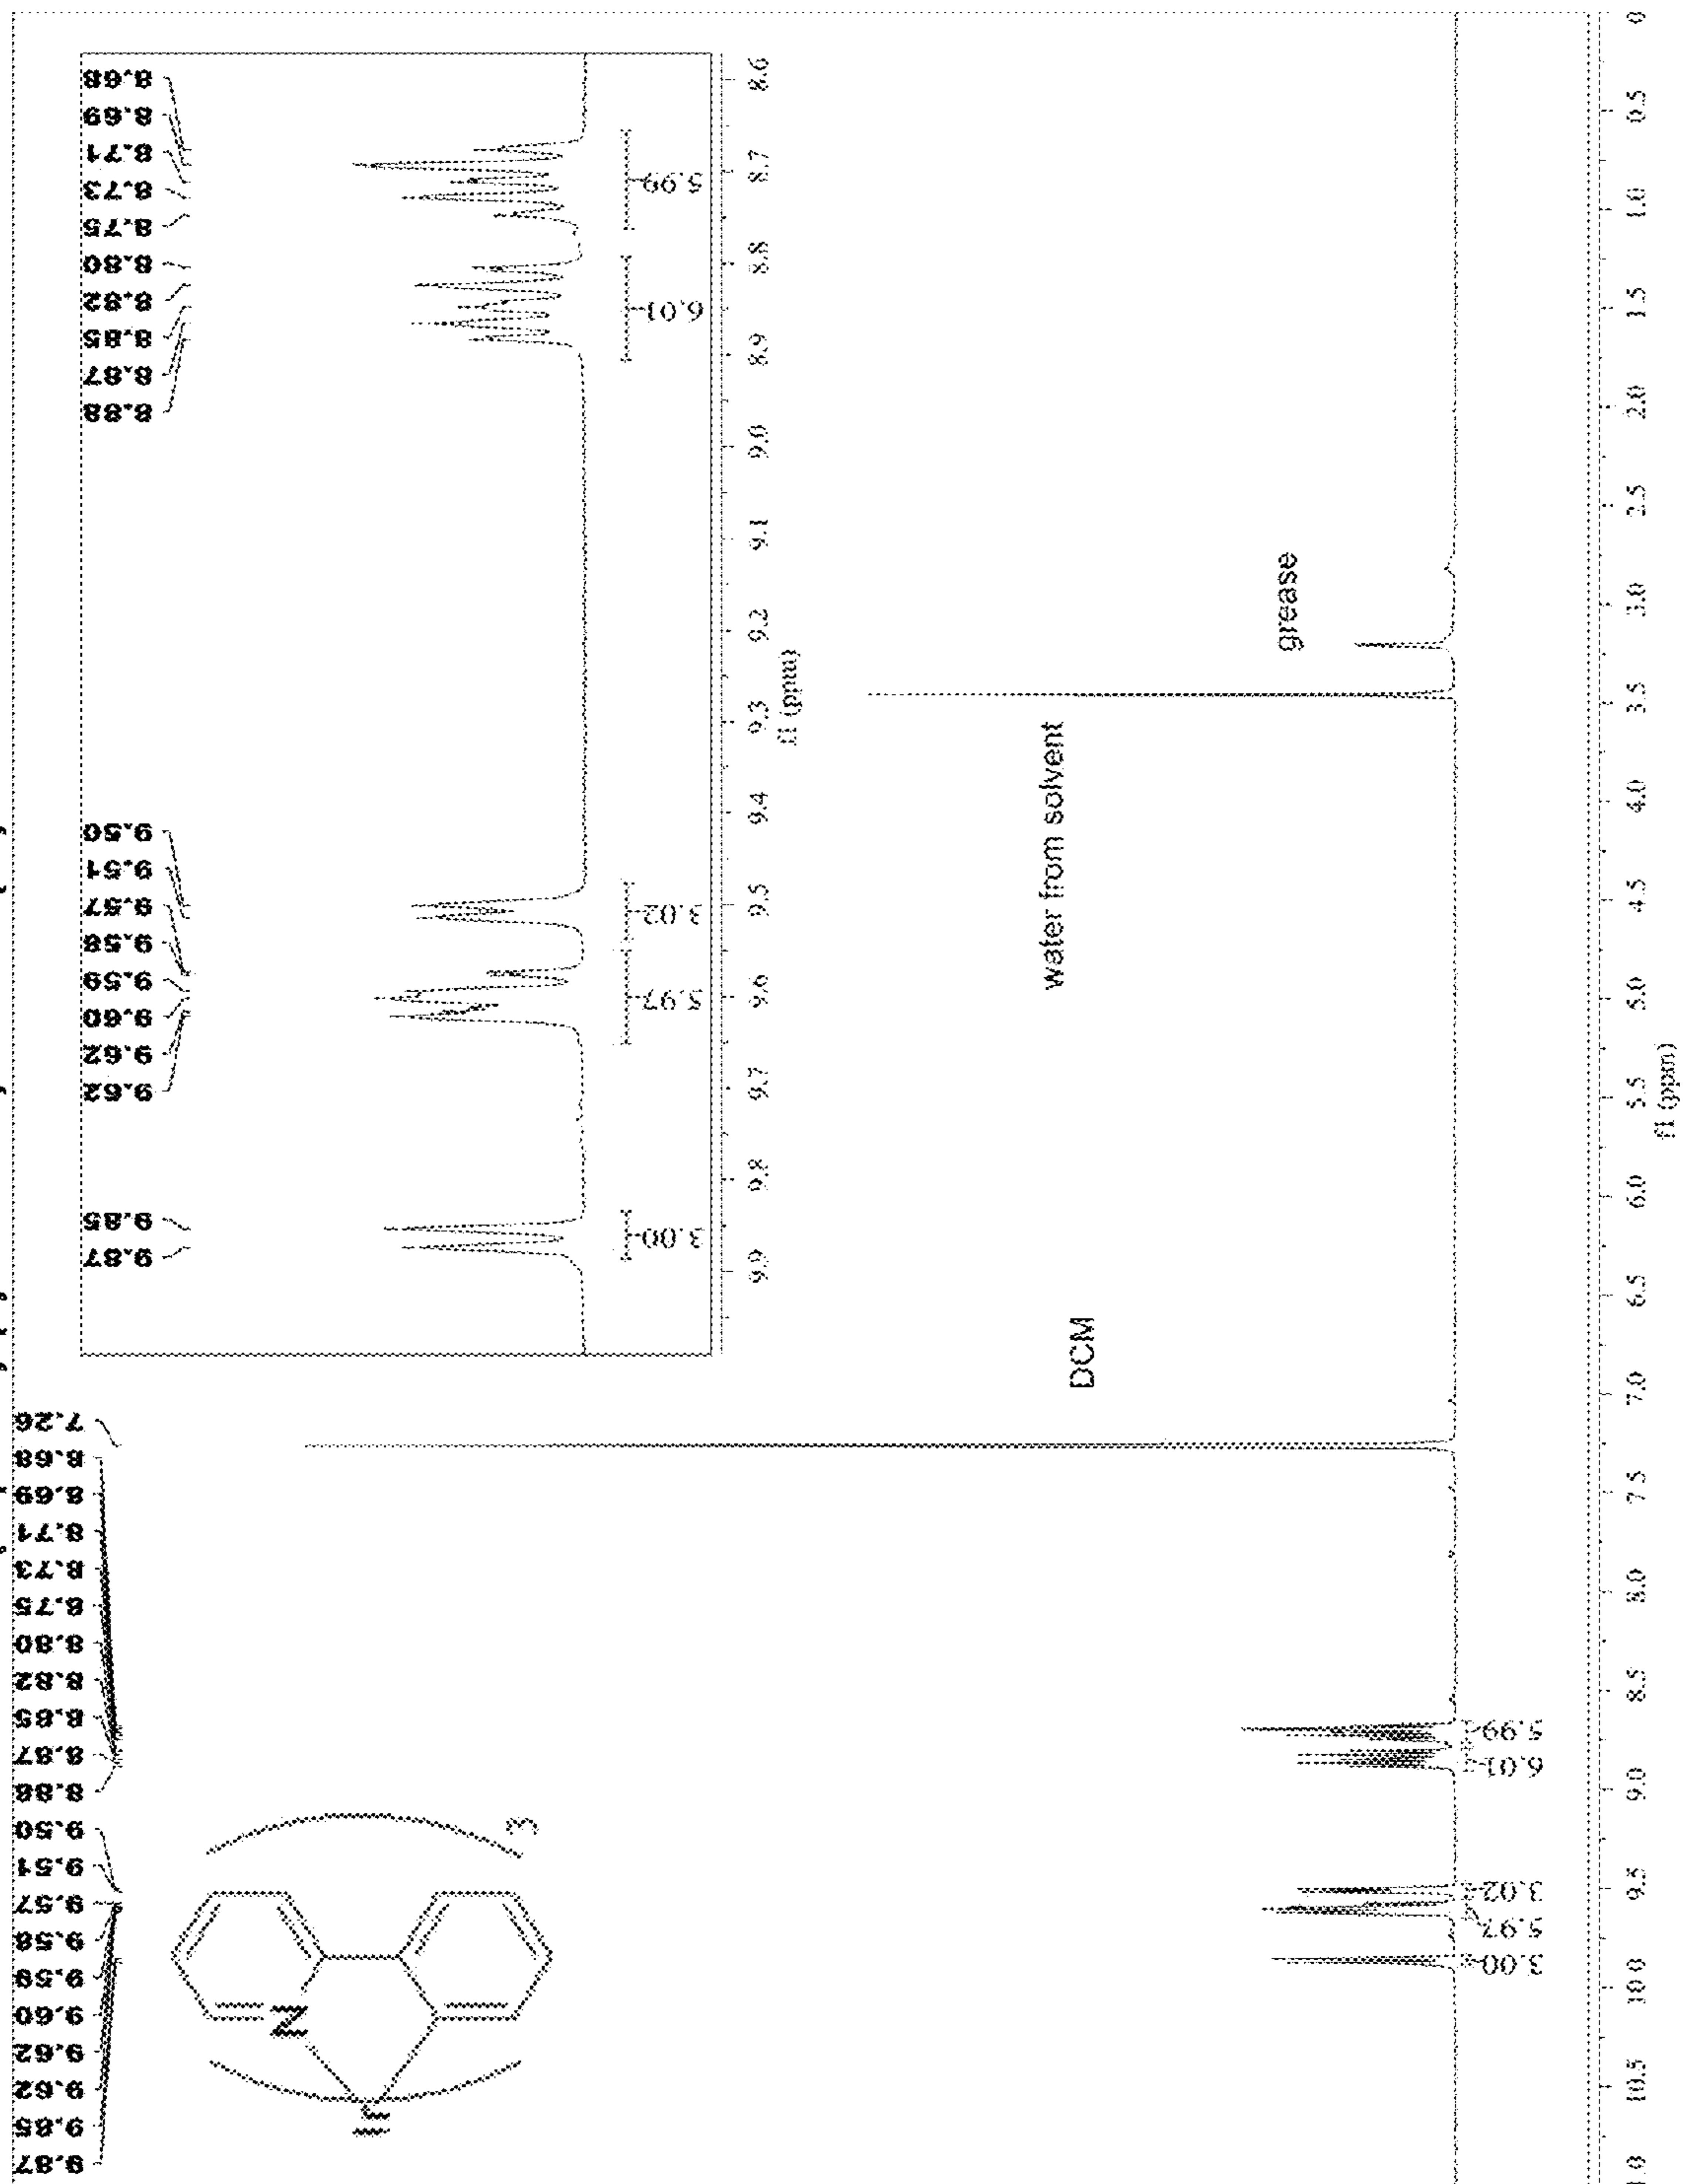 9.87 9.85 9.62 9.62 9.60 9.59 9.58 9.57 9.51 9.50 8.88 8.87 8.85 8.82 8.80 8.75 8.73 8.71 8.69 8.68 7.26
9.87 9.85 9.62 9.62 9.60 9.59 9.58 9.57 9.51 9.50 8.88 8.87 8.85 8.82 8.80 8.75 8.73 8.71 8.69 8.68
N
Ir
3
3.00 5.97 3.02 6.01 5.99
9.9 9.8 9.7 9.6 9.5 9.4 9.3 9.2 9.1 9.0 8.9 8.8 8.7 8.6
f1 (ppm)
DCM
water from solvent
grease
3.00 5.97 3.02 6.01 5.99
10.5 10.0 9.5 9.0 8.5 8.0 7.5 7.0 6.5 6.0 5.5 5.0 4.5 4.0 3.5 3.0 2.5 2.0 1.5 1.0 0.5 0
f1 (ppm)